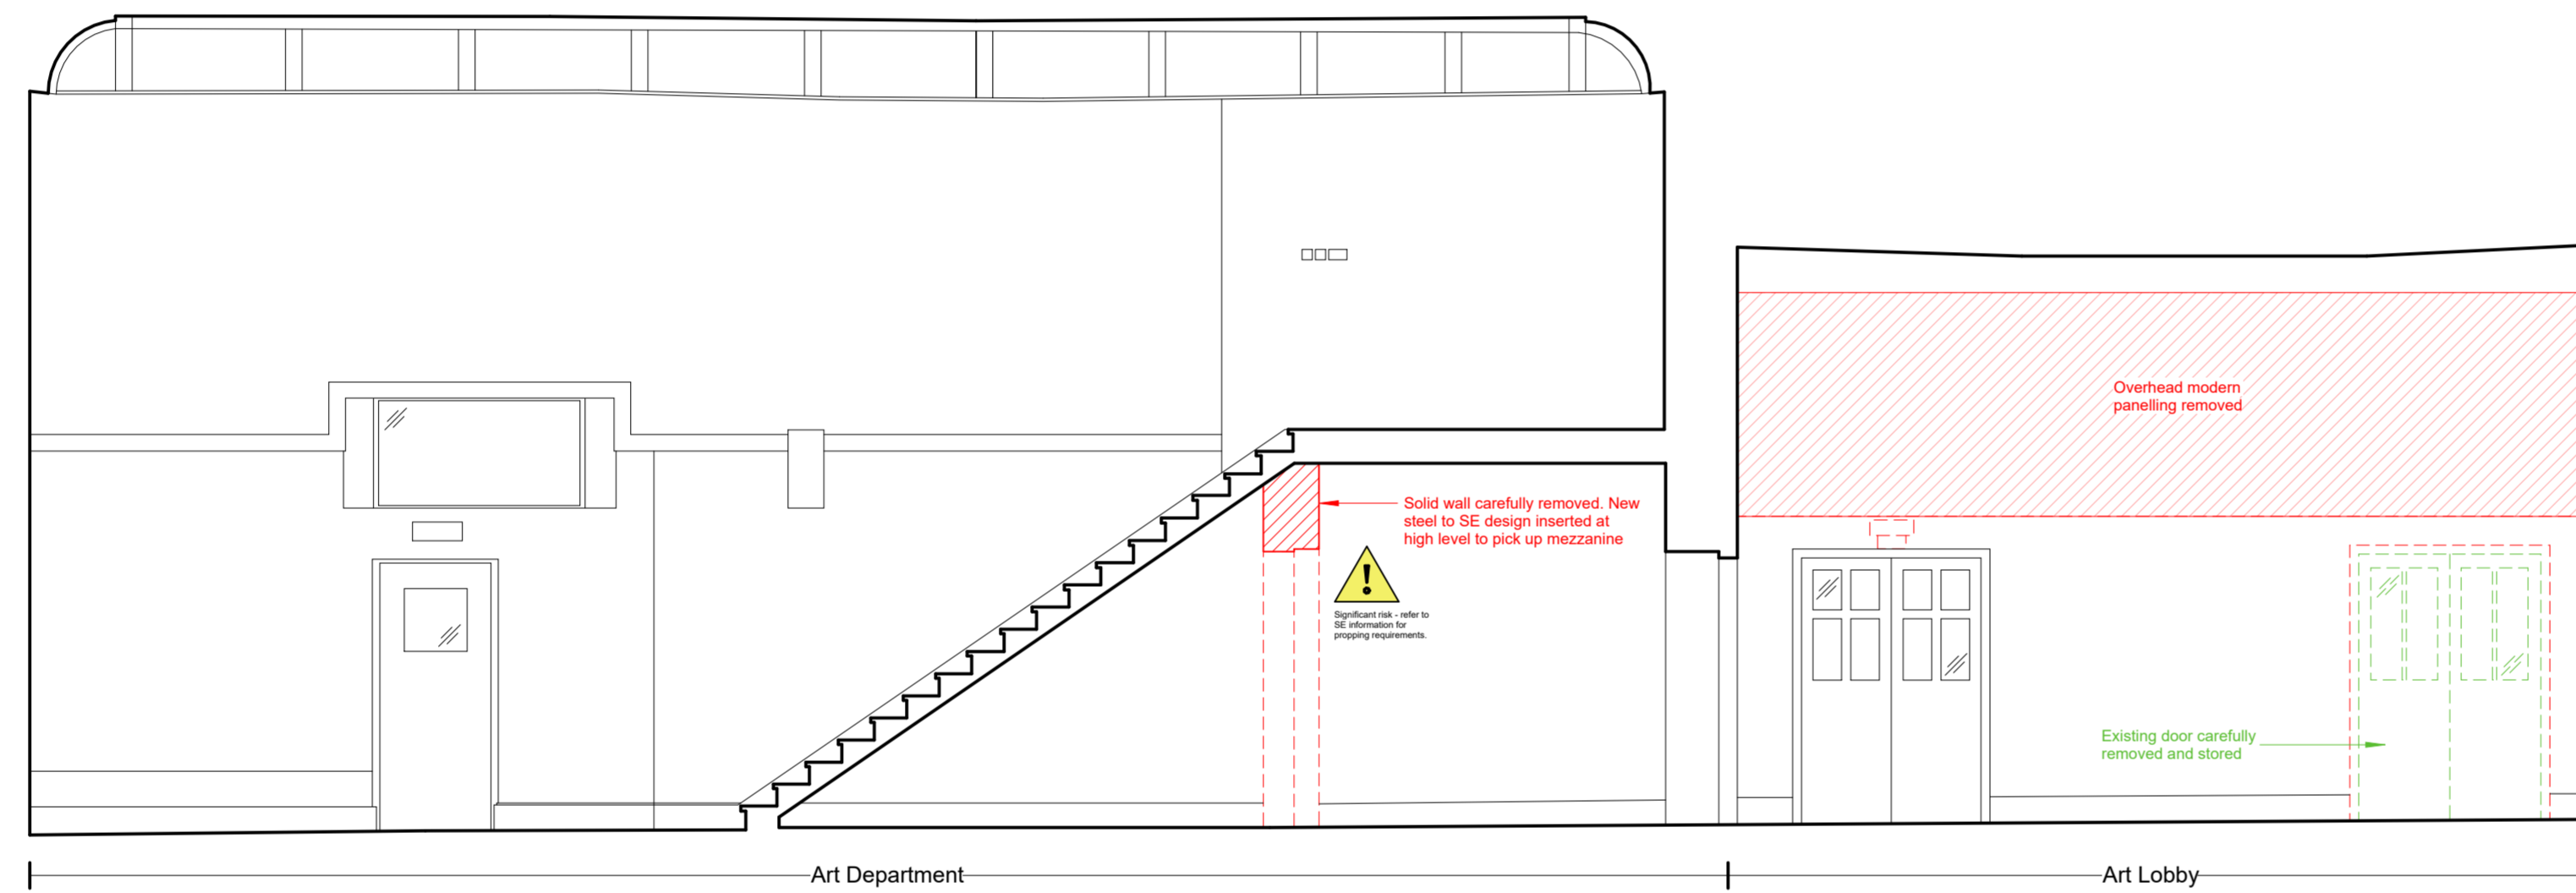 Overhead modern
panelling removed
Solid wall carefully removed. New
steel to SE design inserted at
high level to pick up mezzanine
Significant risk - refer to
SE information for
propping requirements.
Existing door carefully
removed and stored
Art Department
Art Lobby